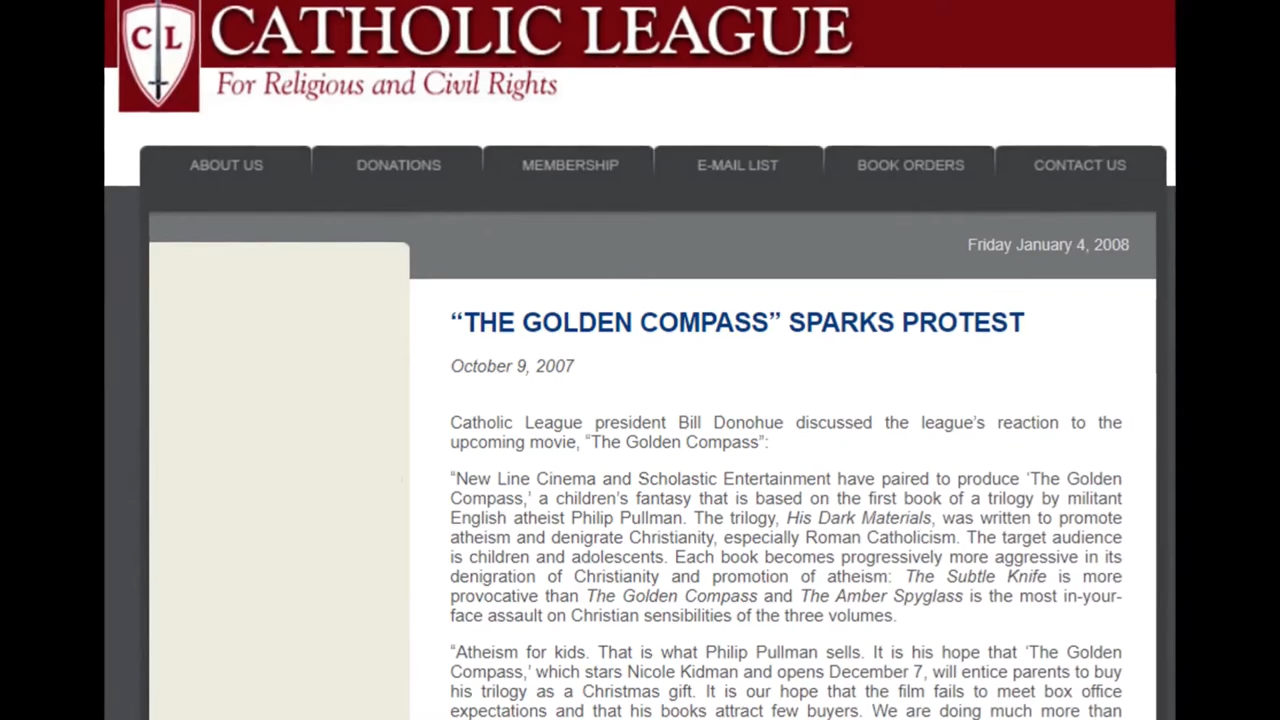 CL
CATHOLIC LEAGUE
For Religious and Civil Rights
ABOUT US
DONATIONS
MEMBERSHIP
E-MAIL LIST
BOOK ORDERS
CONTACT US
Friday January 4, 2008
“THE GOLDEN COMPASS” SPARKS PROTEST
October 9, 2007
Catholic League president Bill Donohue discussed the league’s reaction to the
upcoming movie, “The Golden Compass”:
“New Line Cinema and Scholastic Entertainment have paired to produce ‘The Golden
Compass,’ a children’s fantasy that is based on the first book of a trilogy by militant
English atheist Philip Pullman. The trilogy, His Dark Materials, was written to promote
atheism and denigrate Christianity, especially Roman Catholicism. The target audience
is children and adolescents. Each book becomes progressively more aggressive in its
denigration of Christianity and promotion of atheism: The Subtle Knife is more
provocative than The Golden Compass and The Amber Spyglass is the most in-your-
face assault on Christian sensibilities of the three volumes.
“Atheism for kids. That is what Philip Pullman sells. It is his hope that ‘The Golden
Compass,’ which stars Nicole Kidman and opens December 7, will entice parents to buy
his trilogy as a Christmas gift. It is our hope that the film fails to meet box office
expectations and that his books attract few buyers. We are doing much more than